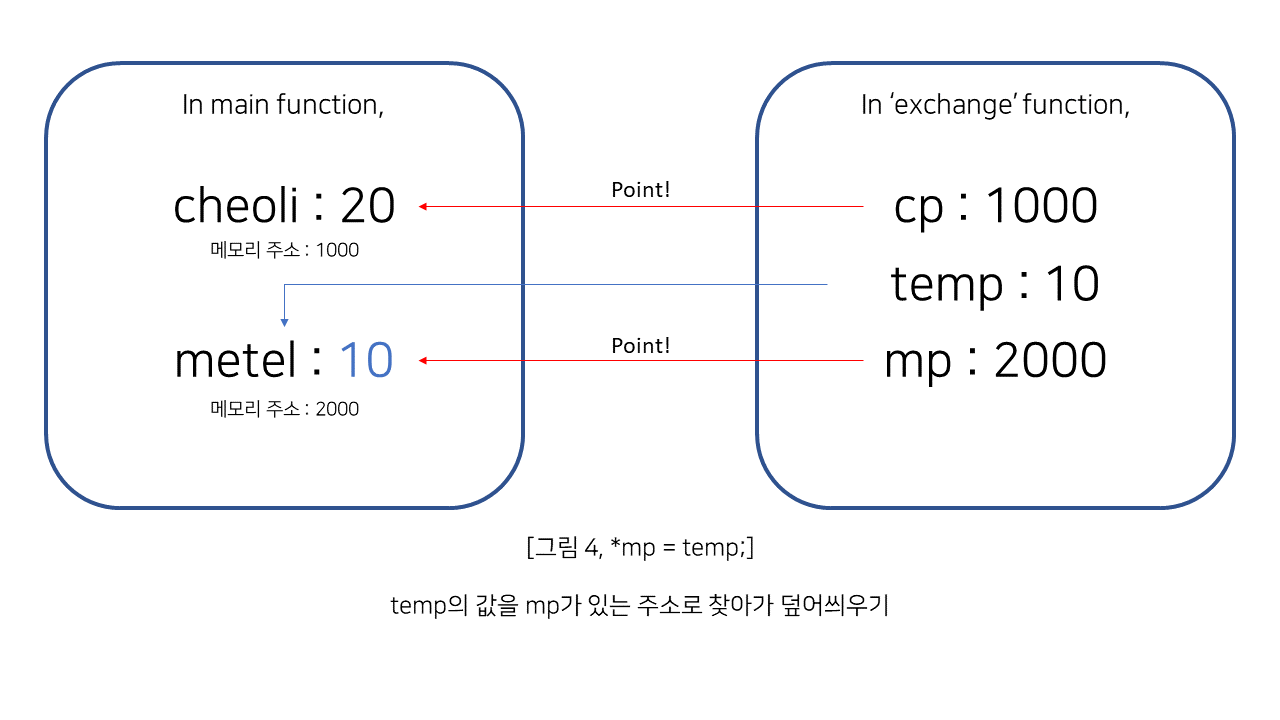 In main function,
In ‘exchange’ function,
cheoli : 20
Point!
cp : 1000
메모리 주소 : 1000
temp : 10
metel : 10
Point!
mp : 2000
메모리 주소 : 2000
[그림 4, *mp = temp;]
temp의 값을 mp가 있는 주소로 찾아가 덮어씌우기